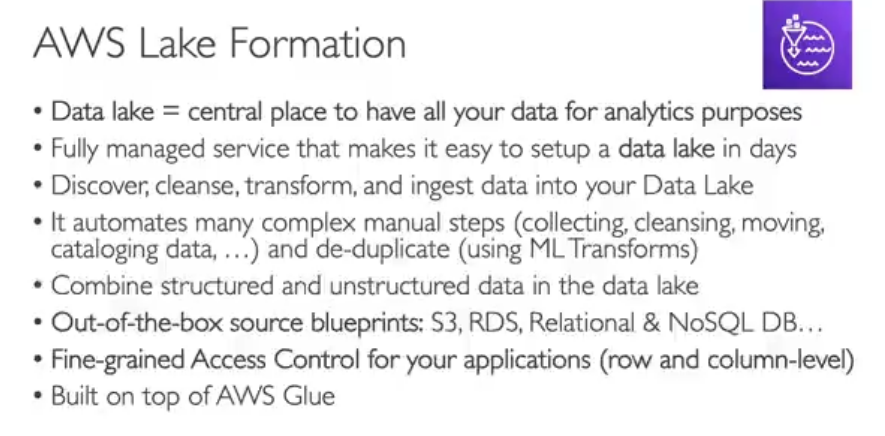 AWS Lake Formation
• Data lake = central place to have all your data for analytics purposes
• Fully managed service that makes it easy to setup a data lake in days
• Discover, cleanse, transform, and ingest data into your Data Lake
• It automates many complex manual steps (collecting, cleansing, moving,
cataloging data, …) and de-duplicate (using ML Transforms)
• Combine structured and unstructured data in the data lake
• Out-of-the-box source blueprints: S3, RDS, Relational & NoSQL DB…
• Fine-grained Access Control for your applications (row and column-level)
• Built on top of AWS Glue